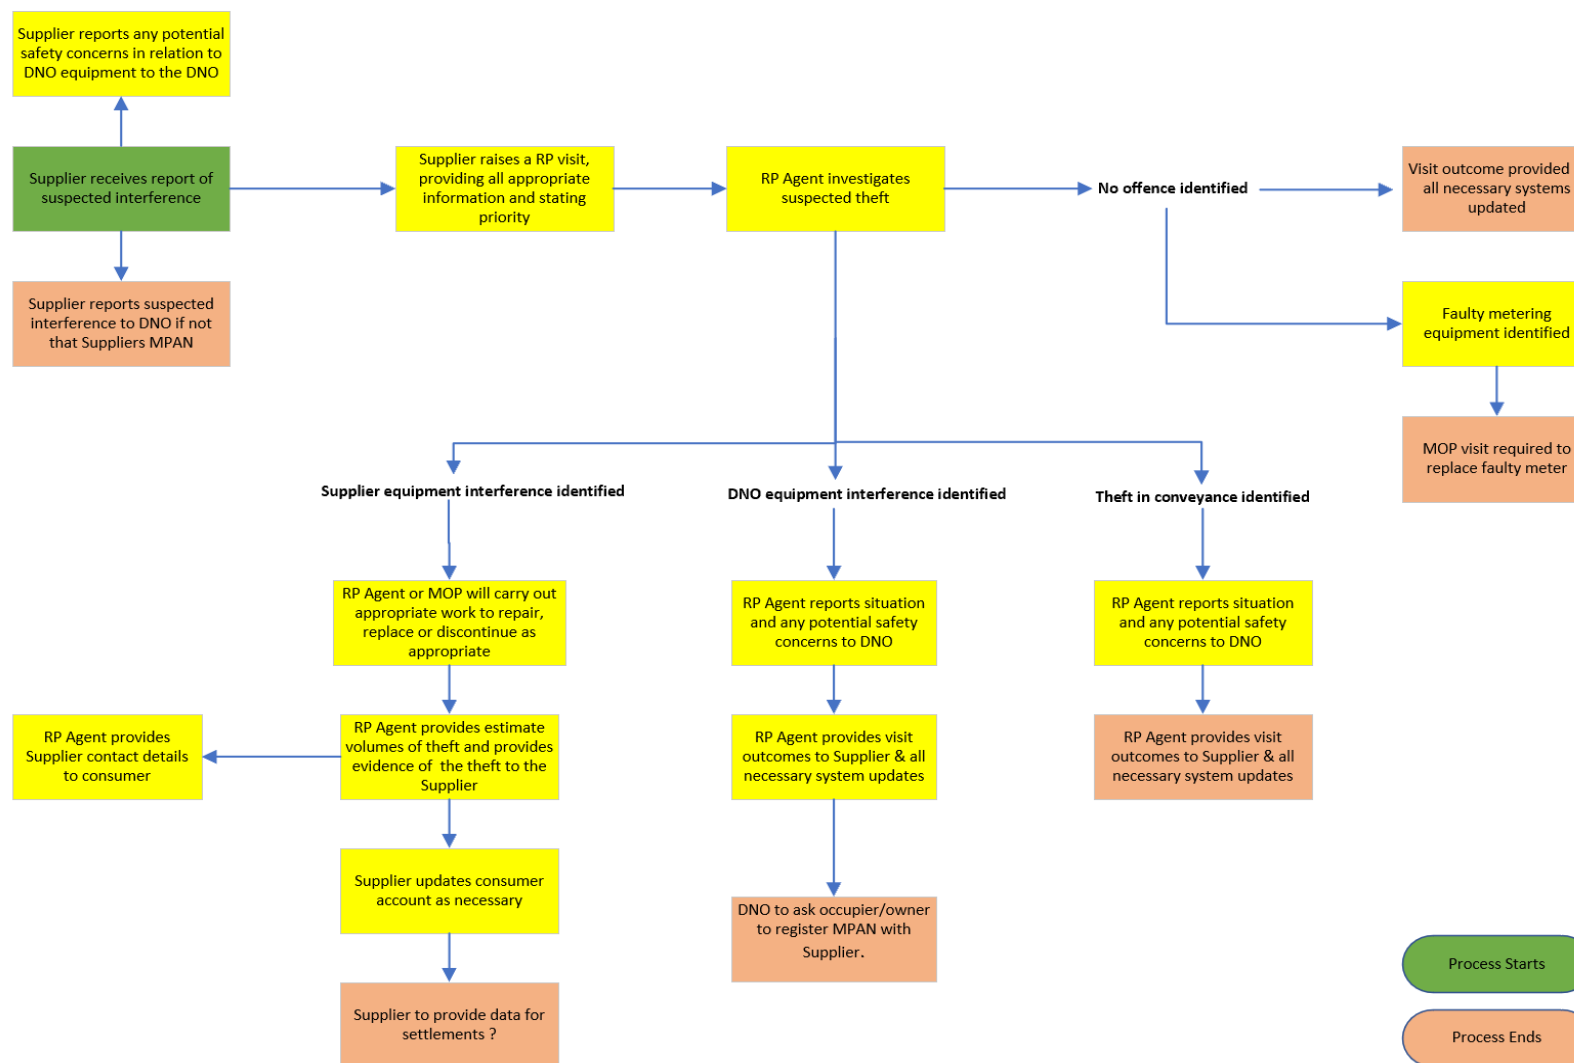 Supplier reports any potential
safety concerns in relation to
DNO equipment to the DNO
Supplier receives report of
suspected interference
Supplier raises a RP visit,
providing all appropriate
information and stating
priority
RP Agent investigates
suspected theft
No offence identified
Visit outcome provided
all necessary systems
updated
Supplier reports suspected
interference to DNO if not
that Suppliers MPAN
Faulty metering
equipment identified
MOP visit required to
replace faulty meter
Supplier equipment interference identified
DNO equipment interference identified
Theft in conveyance identified
RP Agent or MOP will carry out
appropriate work to repair,
replace or discontinue as
appropriate
RP Agent reports situation
and any potential safety
concerns to DNO
RP Agent reports situation
and any potential safety
concerns to DNO
RP Agent provides
Supplier contact details
to consumer
RP Agent provides estimate
volumes of theft and provides
evidence of the theft to the
Supplier
RP Agent provides visit
outcomes to Supplier & all
necessary system updates
RP Agent provides visit
outcomes to Supplier & all
necessary system updates
Supplier updates consumer
account as necessary
DNO to ask occupier/owner
to register MPAN with
Supplier.
Supplier to provide data for
settlements ?
Process Starts
Process Ends